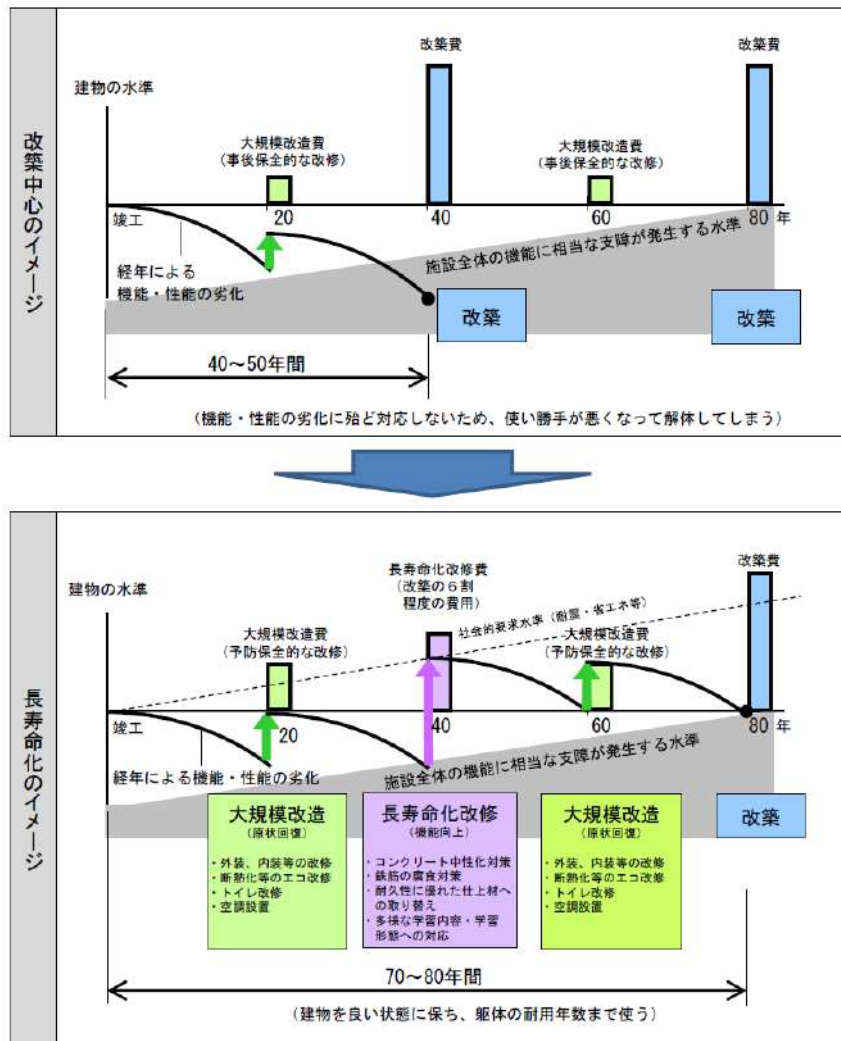 改築中心のイメージ
改築費
改築費
建物の水準
大規模改造費
(事後保全的な改修)
大規模改造費
(事後保全的な改修)
竣工
20
40
60
80 年
経年による
機能・性能の劣化
施設全体の機能に相当な支障が発生する水準
改築
改築
40～50年間
(機能・性能の劣化に殆ど対応しないため、使い勝手が悪くなって解体してしまう)
長寿命化のイメージ
長寿命化改修費
(改築の6割
程度の費用)
改築費
建物の水準
社会的要求水準(耐震・省エネ等)
大規模改造費
(予防保全的な改修)
大規模改造費
(予防保全的な改修)
竣工
20
40
60
80 年
経年による機能・性能の劣化
施設全体の機能に相当な支障が発生する水準
大規模改造
(原状回復)
・外装、内装等の改修
・断熱化等のエコ改修
・トイレ改修
・空調設置
長寿命化改修
(機能向上)
・コンクリート中性化対策
・鉄筋の腐食対策
・耐久性に優れた仕上材へ
の取り替え
・多様な学習内容・学習
形態への対応
大規模改造
(原状回復)
・外装、内装等の改修
・断熱化等のエコ改修
・トイレ改修
・空調設置
改築
70～80年間
(建物を良い状態に保ち、躯体の耐用年数まで使う)